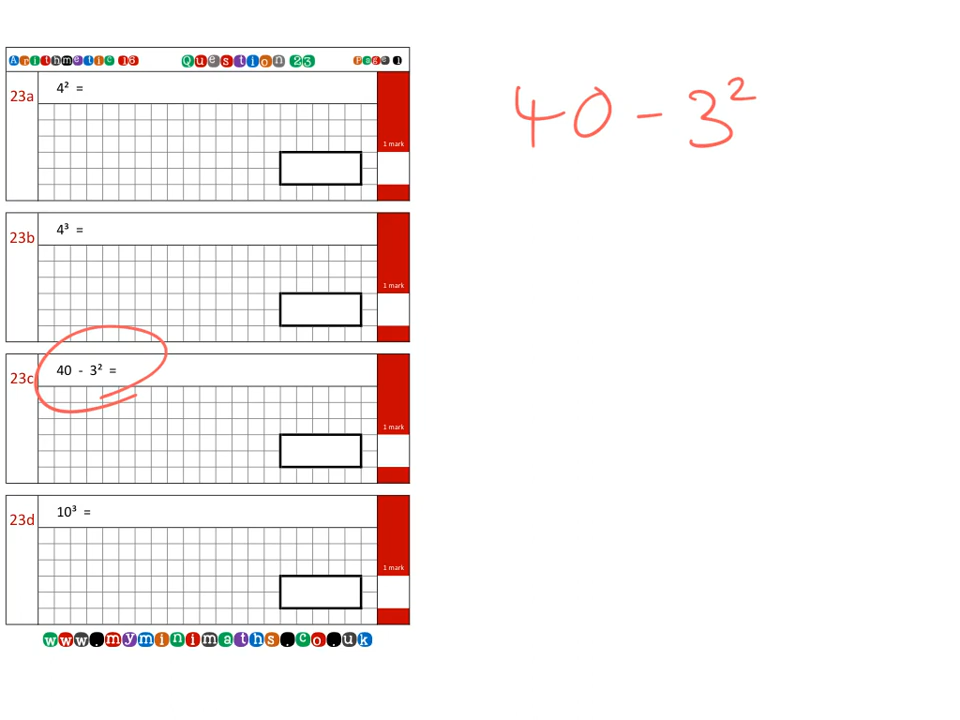 Arithmetic 18 Question 23 Page 1
23a 4² =
1 mark
23b 4³ =
1 mark
23c 40 - 3² =
1 mark
23d 10³ =
1 mark
www.myminimaths.co.uk
40 - 3²